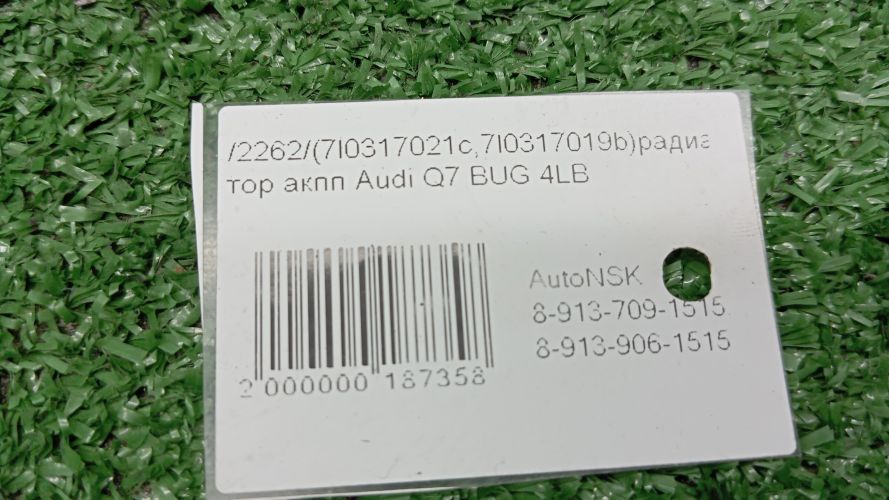 /2262/(7l0317021c,7l0317019b)радиа
тор акпп Audi Q7 BUG 4LB
AutoNSK
8-913-709-1515
8-913-906-1515
2 000000 187358